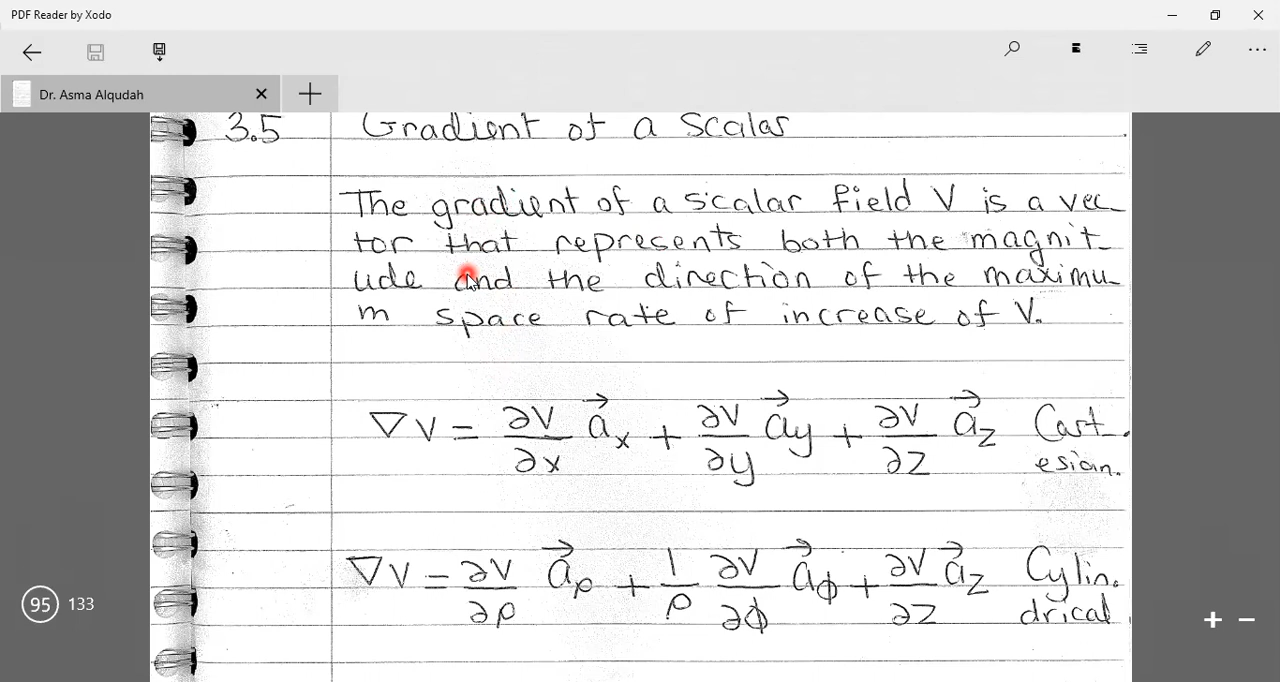 PDF Reader by Xodo
Dr. Asma Alqudah
3.5 Gradient of a Scalar
The gradient of a scalar field V is a vec
tor that represents both the magnit
ude and the direction of the maximu
m space rate of increase of V.
∇V = ∂V/∂x a⃗x + ∂V/∂y a⃗y + ∂V/∂z a⃗z Cart
esian.
∇V = ∂V/∂ρ a⃗ρ + 1/ρ ∂V/∂ϕ a⃗ϕ + ∂V/∂z a⃗z Cylin
drical
95 133